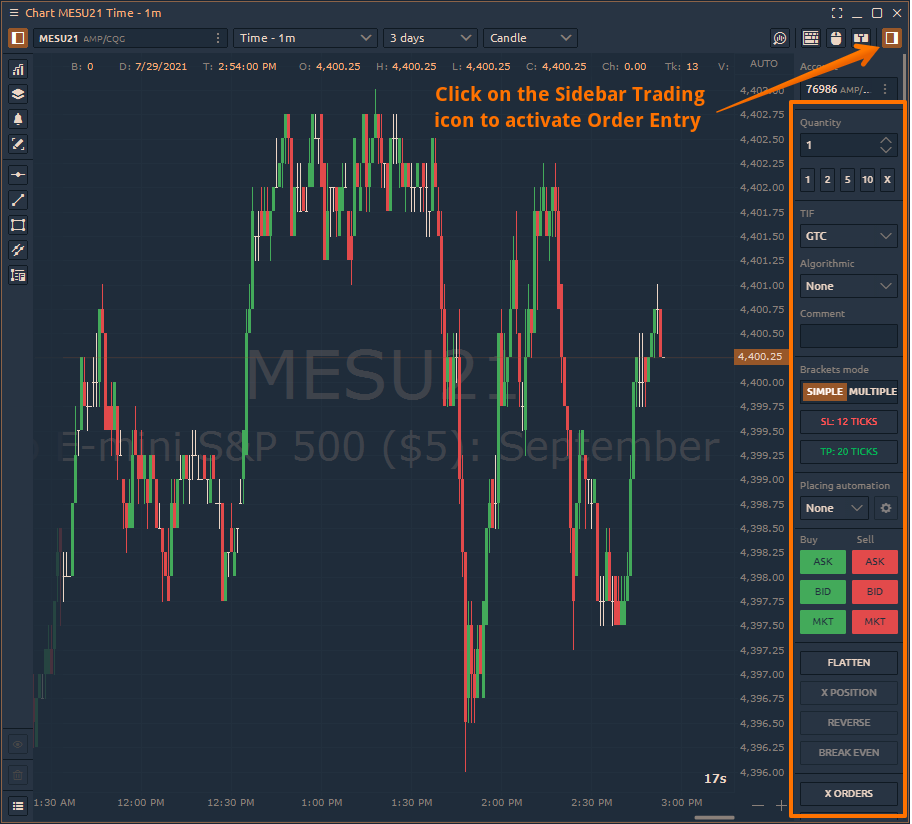 Chart MESU21 Time - 1m
MESU21 AMP/CQG
Time - 1m
3 days
Candle
B: 0 D: 7/29/2021 T: 2:54:00 PM O: 4,400.25 H: 4,400.25 L: 4,400.25 C: 4,400.25 Ch: 0.00 Tk: 13 V:
AUTO
Click on the Sidebar Trading
icon to activate Order Entry
MESU21
E-mini S&P 500 ($5): September
4,402.75
4,402.50
4,402.25
4,402.00
4,401.75
4,401.50
4,401.25
4,401.00
4,400.75
4,400.50
4,400.25
4,400.00
4,399.75
4,399.50
4,399.25
4,399.00
4,398.75
4,398.50
4,398.25
4,398.00
4,397.75
4,397.50
4,397.25
4,397.00
4,396.75
4,396.50
4,396.25
4,396.00
17s
1:30 AM 12:00 PM 12:30 PM 1:00 PM 1:30 PM 2:00 PM 2:30 PM 3:00 PM
76986 AMP/...
Quantity
1
1 2 5 10 X
TIF
GTC
Algorithmic
None
Comment
Brackets mode
SIMPLE MULTIPLE
SL: 12 TICKS
TP: 20 TICKS
Placing automation
None
Buy Sell
ASK ASK
BID BID
MKT MKT
FLATTEN
X POSITION
REVERSE
BREAK EVEN
X ORDERS